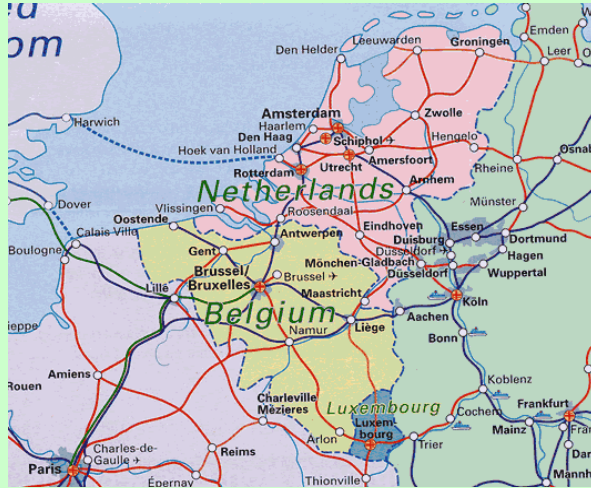 ed
om
Emden
Leer
Den Helder
Leeuwarden
Groningen
Harwich
Amsterdam
Haarlem
Zwolle
Den Haag
Schiphol
Hengelo
Hoek van Holland
Utrecht
Amersfoort
Rotterdam
Rheine
Osnab
Netherlands
Arnhem
Dover
Vlissingen
Roosendaal
Münster
Oostende
Calais Ville
Antwerpen
Eindhoven
Essen
Dortmund
Boulogne
Gent
Duisburg
Düsseldorf
Hagen
Brussel/
Bruxelles
Brussel
Mönchen-
Gladbach
Düsseldorf
Wuppertal
Lille
Maastricht
Köln
ieppe
Belgium
Aachen
Namur
Liège
Bonn
Rouen
Amiens
Koblenz
Charleville
Mézieres
Luxembourg
Cochem
Frankfurt
Arlon
Luxem
bourg
Trier
Mainz
Fran
Charles-de-
Gaulle
Reims
Dar
Paris
Épernay
Thionville
Mannh